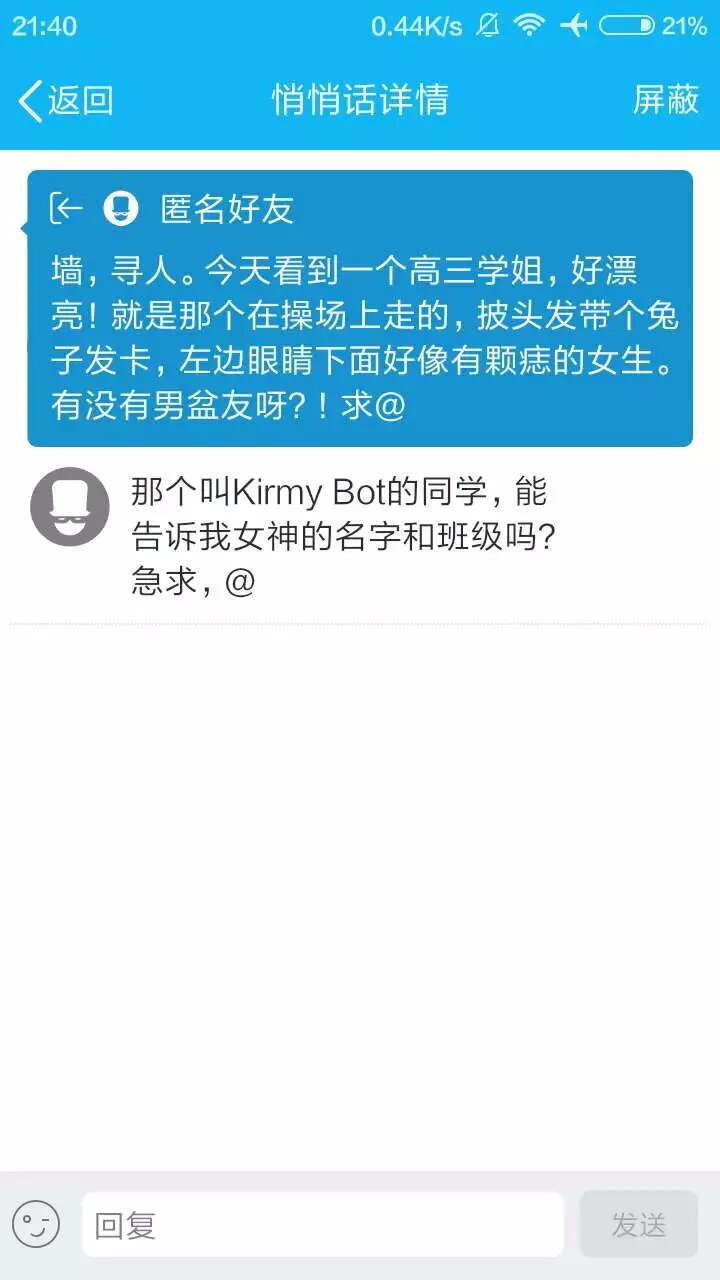 21:40 0.44K/s 21%
返回 悄悄话详情 屏蔽
匿名好友
墙，寻人。今天看到一个高三学姐，好漂
亮！就是那个在操场上走的，披头发带个兔
子发卡，左边眼睛下面好像有颗痣的女生。
有没有男盆友呀？！求@
那个叫Kirmy Bot的同学，能
告诉我女神的名字和班级吗？
急求，@
回复 发送